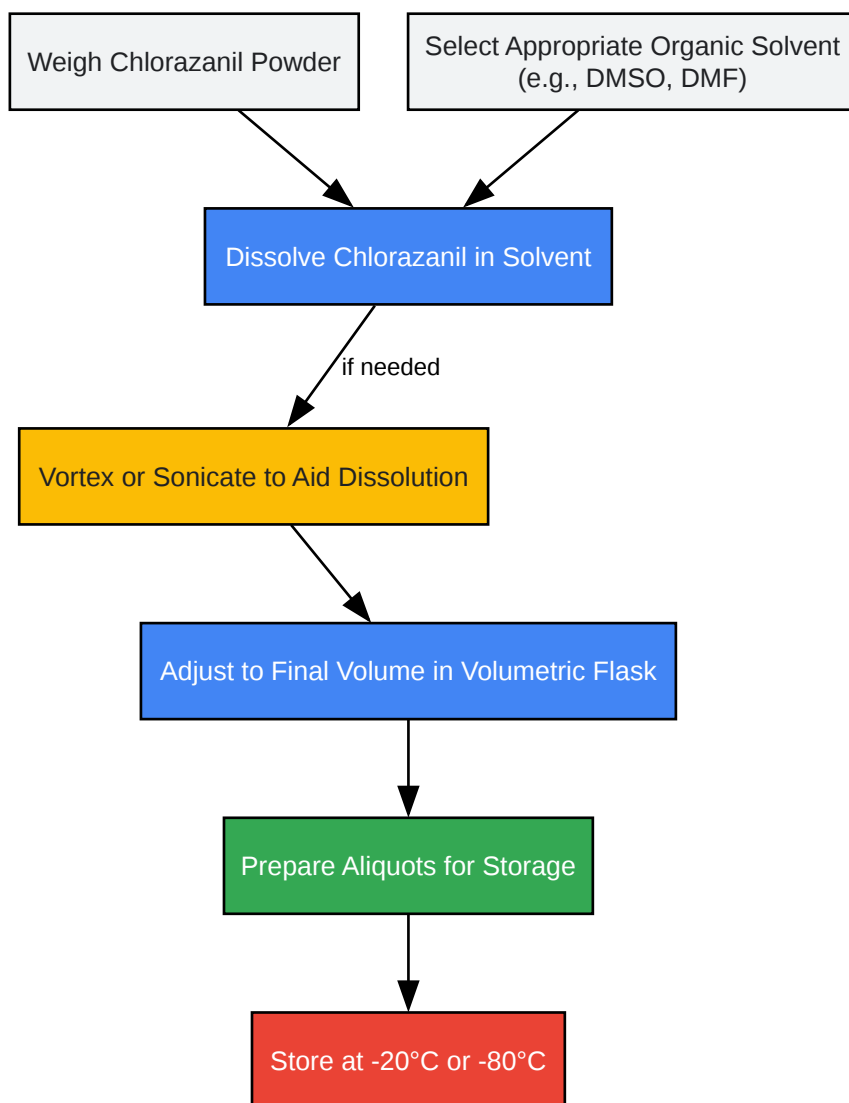 Weigh Chlorazanil Powder
Select Appropriate Organic Solvent
(e.g., DMSO, DMF)
Dissolve Chlorazanil in Solvent
if needed
Vortex or Sonicate to Aid Dissolution
Adjust to Final Volume in Volumetric Flask
Prepare Aliquots for Storage
Store at -20°C or -80°C